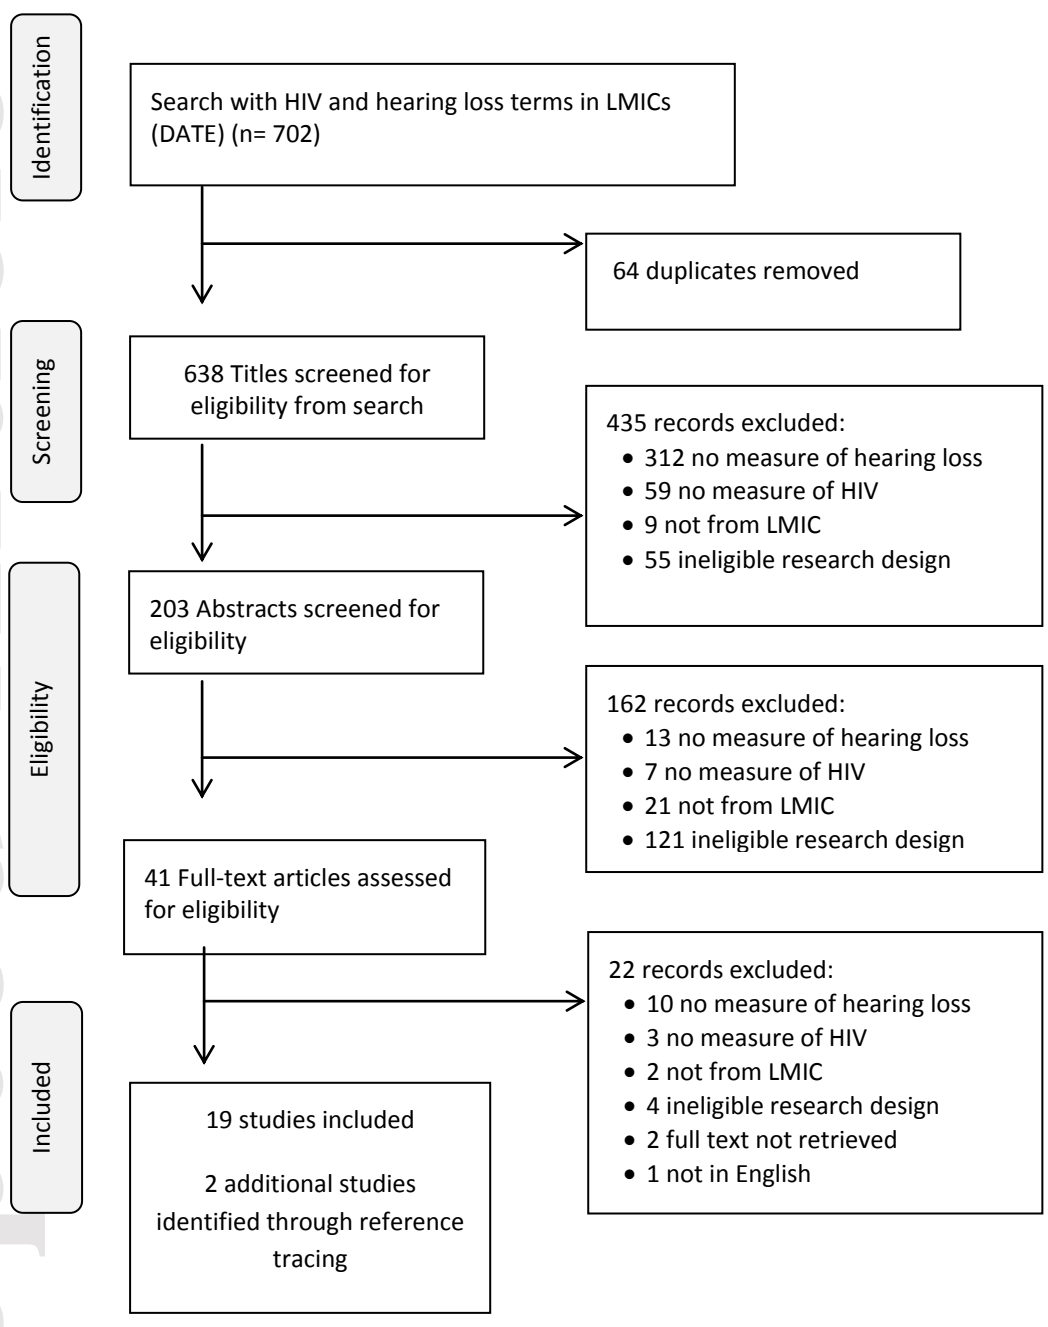 Identification
Search with HIV and hearing loss terms in LMICs
(DATE) (n= 702)
64 duplicates removed
Screening
638 Titles screened for
eligibility from search
435 records excluded:
• 312 no measure of hearing loss
• 59 no measure of HIV
• 9 not from LMIC
• 55 ineligible research design
Eligibility
203 Abstracts screened for
eligibility
162 records excluded:
• 13 no measure of hearing loss
• 7 no measure of HIV
• 21 not from LMIC
• 121 ineligible research design
41 Full-text articles assessed
for eligibility
22 records excluded:
• 10 no measure of hearing loss
• 3 no measure of HIV
• 2 not from LMIC
• 4 ineligible research design
• 2 full text not retrieved
• 1 not in English
Included
19 studies included
2 additional studies
identified through reference
tracing